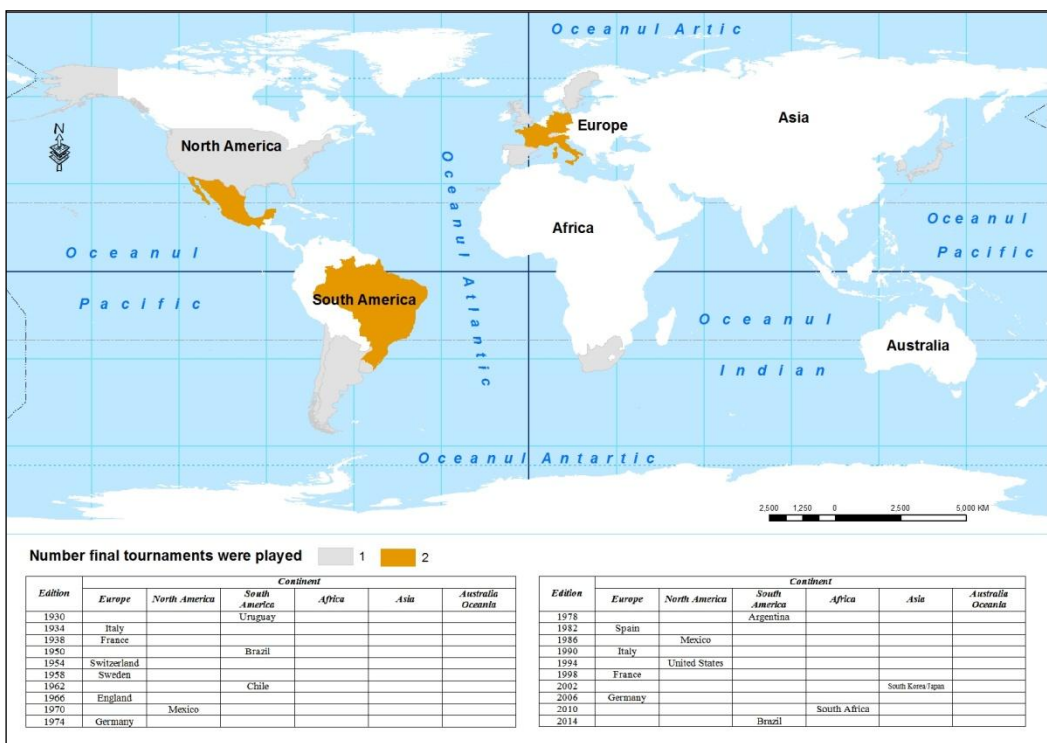 Oceanul Artic
N
North America
Europe
Asia
Oceanul Atlantic
Africa
Oceanul
Pacific
Oceanul
Pacific
South America
Oceanul
Indian
Australia
Oceanul Antartic
2,500 1,250 0 2,500 5,000 KM
Number final tournaments were played 1 2
Edition Continent
Europe North America South America Africa Asia Australia Oceania
1930 Uruguay
1934 Italy
1938 France
1950 Brazil
1954 Switzerland
1958 Sweden
1962 Chile
1966 England
1970 Mexico
1974 Germany
Edition Continent
Europe North America South America Africa Asia Australia Oceania
1978 Argentina
1982 Spain
1986 Mexico
1990 Italy
1994 United States
1998 France
2002 South Korea/Japan
2006 Germany
2010 South Africa
2014 Brazil